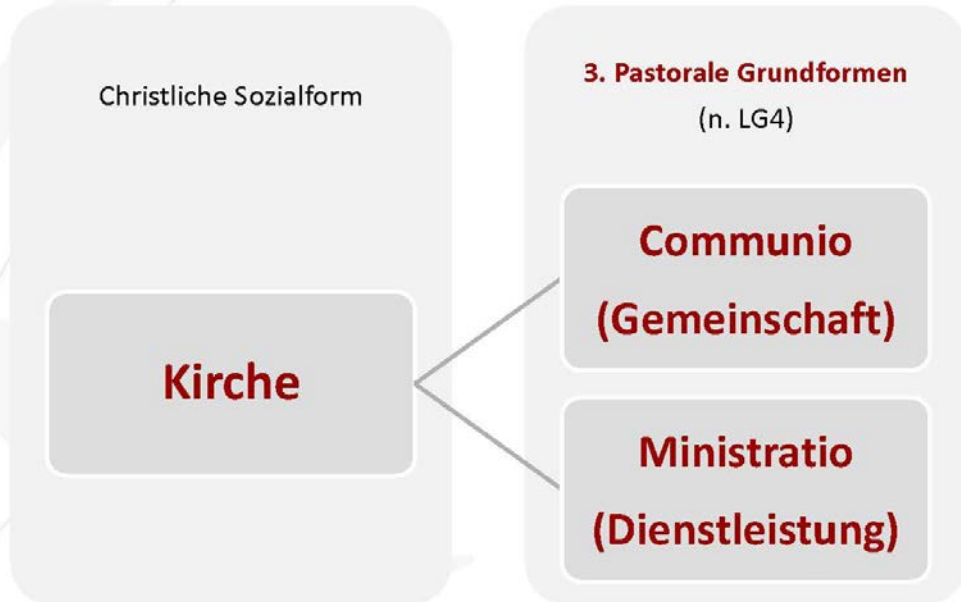 Christliche Sozialform
Kirche
3. Pastorale Grundformen
(n. LG4)
Communio
(Gemeinschaft)
Ministratio
(Dienstleistung)